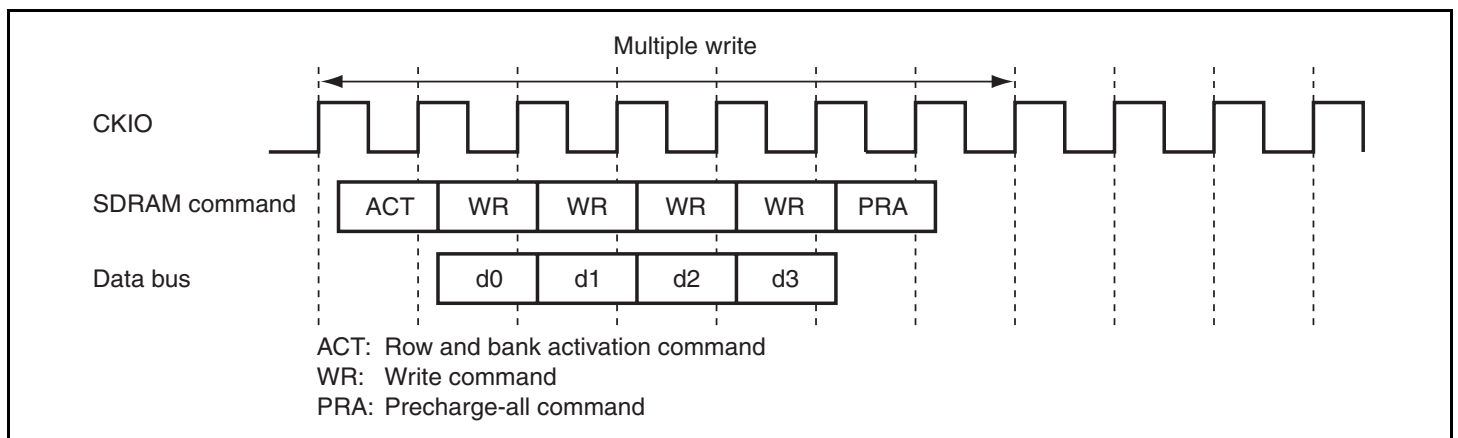 Multiple write
CKIO
SDRAM command ACT WR WR WR WR PRA
Data bus d0 d1 d2 d3
ACT: Row and bank activation command
WR: Write command
PRA: Precharge-all command